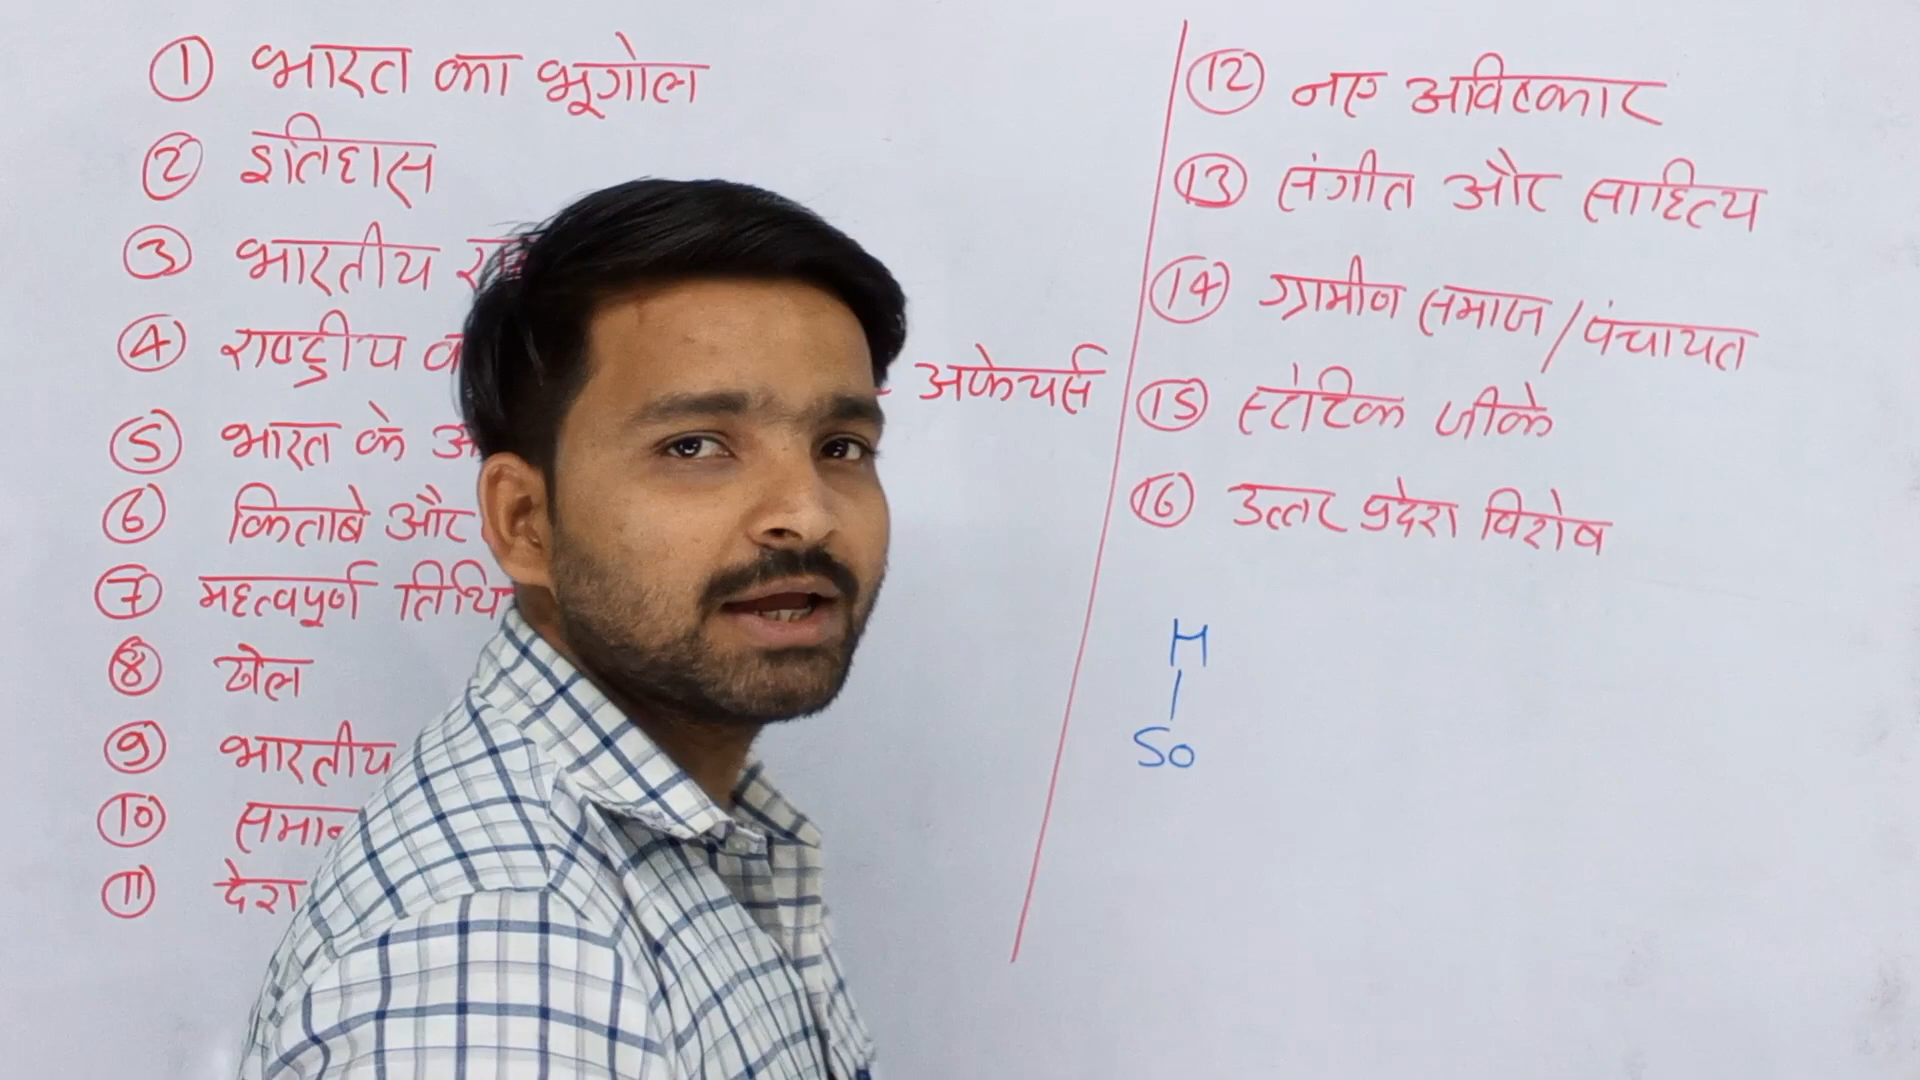 ① भारत का भूगोल
② इतिहास
③ भारतीय
④ राष्ट्रीय
अफेयर्स
⑤ भारत के
⑥ किताबे और
⑦ महत्वपूर्ण
⑧ खेल
⑨ भारतीय
⑩
⑪ देश
⑫ नए अविष्कार
⑬ संगीत और साहित्य
⑭ ग्रामीण समाज / पंचायत
⑮ स्टेटिक जीके
⑯ उत्तर प्रदेश विशेष
H
|
So